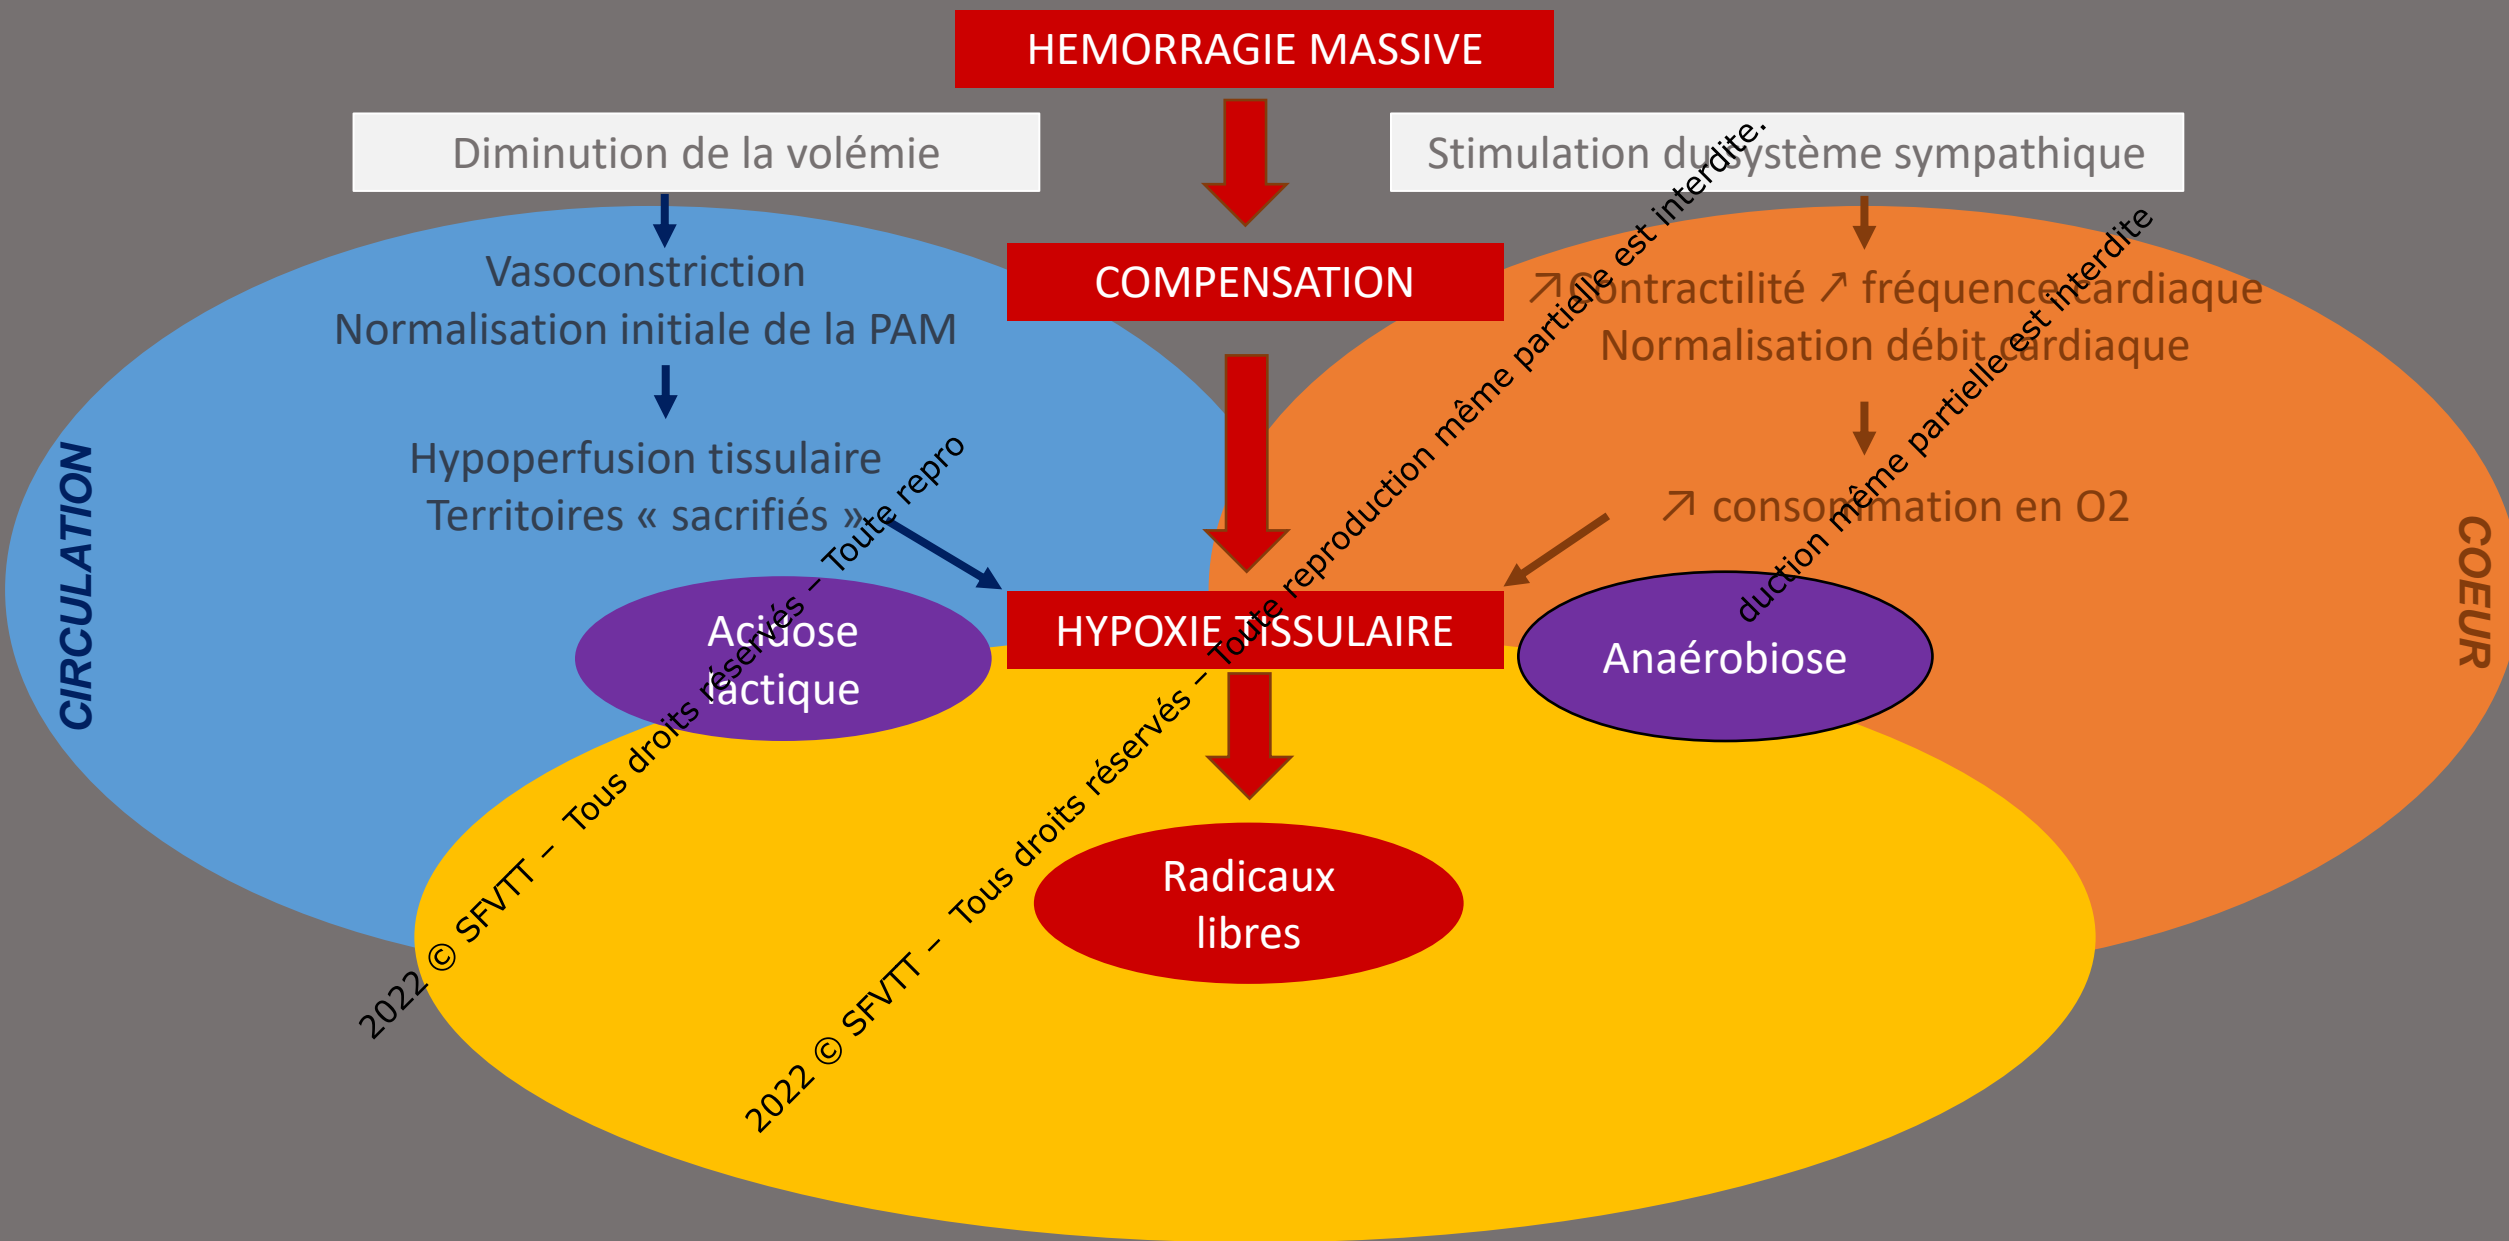 HEMORRAGIE MASSIVE
Diminution de la volémie
Stimulation du système sympathique
Vasoconstriction
Normalisation initiale de la PAM
COMPENSATION
↗Contractilité ↗ fréquence cardiaque
Normalisation débit cardiaque
Hypoperfusion tissulaire
Territoires « sacrifiés »
↗ consommation en O2
CIRCULATION
COEUR
Acidose
lactique
HYPOXIE TISSULAIRE
Anaérobiose
Radicaux
libres
2022 © SFVTT – Tous droits réservés – Toute repro
duction même partielle est interdite
2022 © SFVTT – Tous droits réservés – Toute reproduction même partielle est interdite.